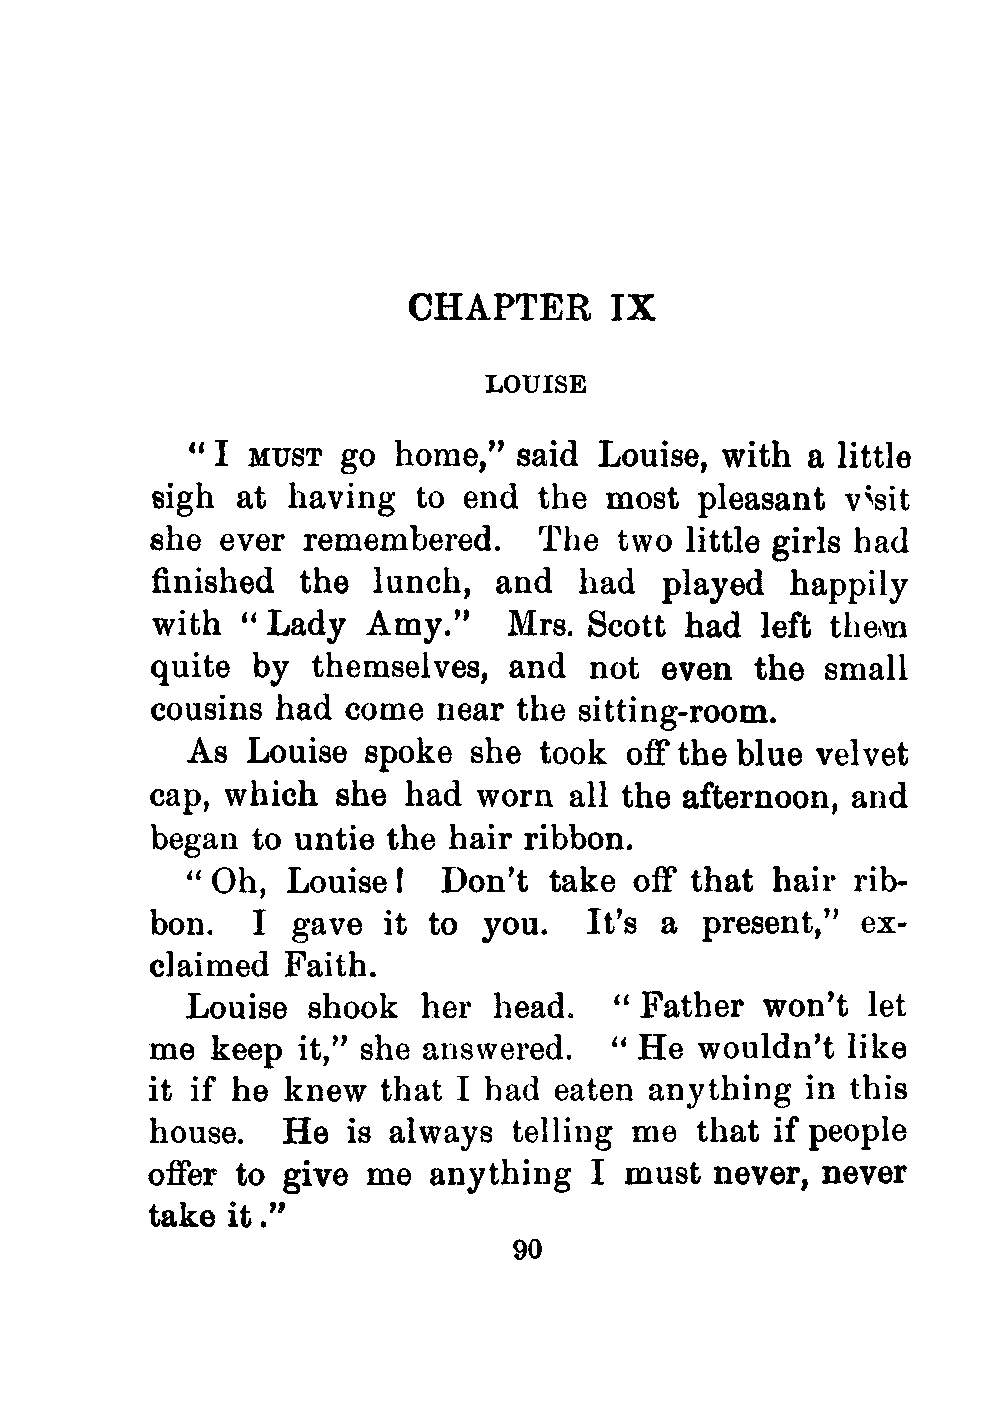 CHAPTER IX
LOUISE
“ I MUST go home,” said Louise, with a little
sigh at having to end the most pleasant visit
she ever remembered. The two little girls had
finished the lunch, and had played happily
with “ Lady Amy.” Mrs. Scott had left them
quite by themselves, and not even the small
cousins had come near the sitting-room.
As Louise spoke she took off the blue velvet
cap, which she had worn all the afternoon, and
began to untie the hair ribbon.
“ Oh, Louise! Don't take off that hair rib-
bon. I gave it to you. It's a present,” ex-
claimed Faith.
Louise shook her head. “ Father won't let
me keep it,” she answered. “ He wouldn't like
it if he knew that I had eaten anything in this
house. He is always telling me that if people
offer to give me anything I must never, never
take it.”
90